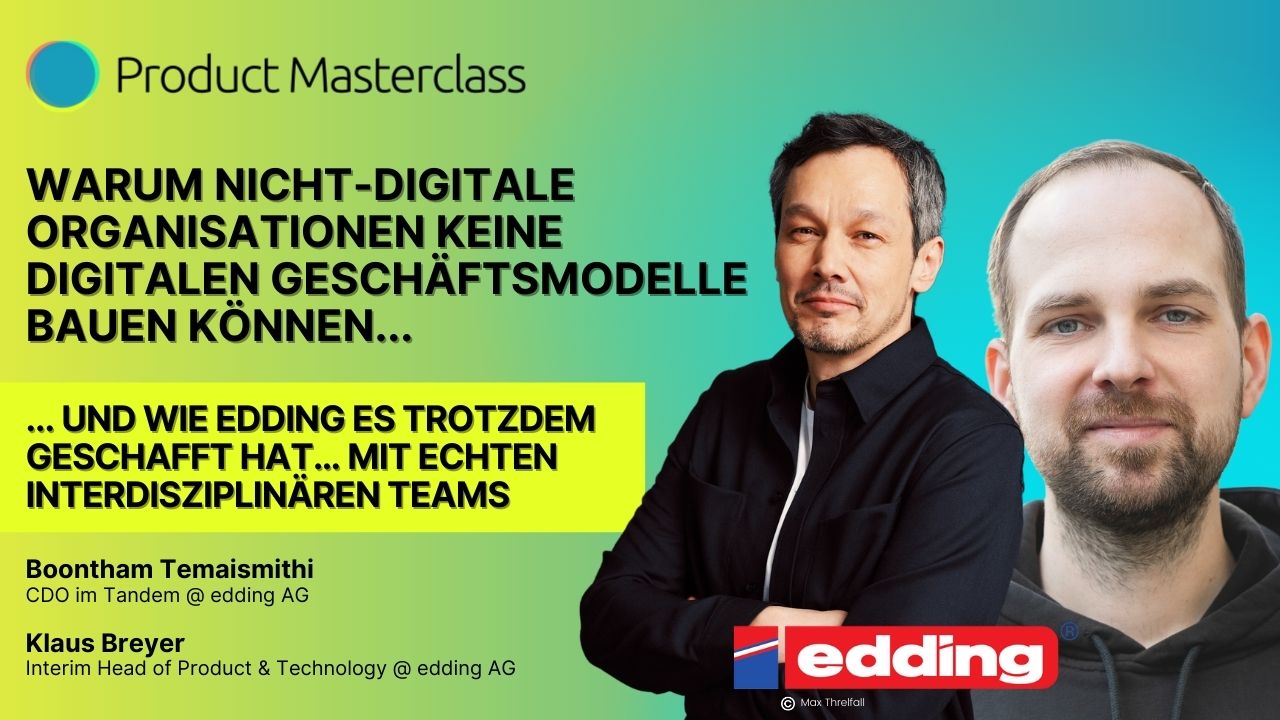 Product Masterclass
WARUM NICHT-DIGITALE
ORGANISATIONEN KEINE
DIGITALEN GESCHÄFTSMODELLE
BAUEN KÖNNEN...
... UND WIE EDDING ES TROTZDEM
GESCHAFFT HAT... MIT ECHTEN
INTERDISZIPLINÄREN TEAMS
Boontham Temaismithi
CDO im Tandem @ edding AG
Klaus Breyer
Interim Head of Product & Technology @ edding AG
edding ®
© Max Threlfall